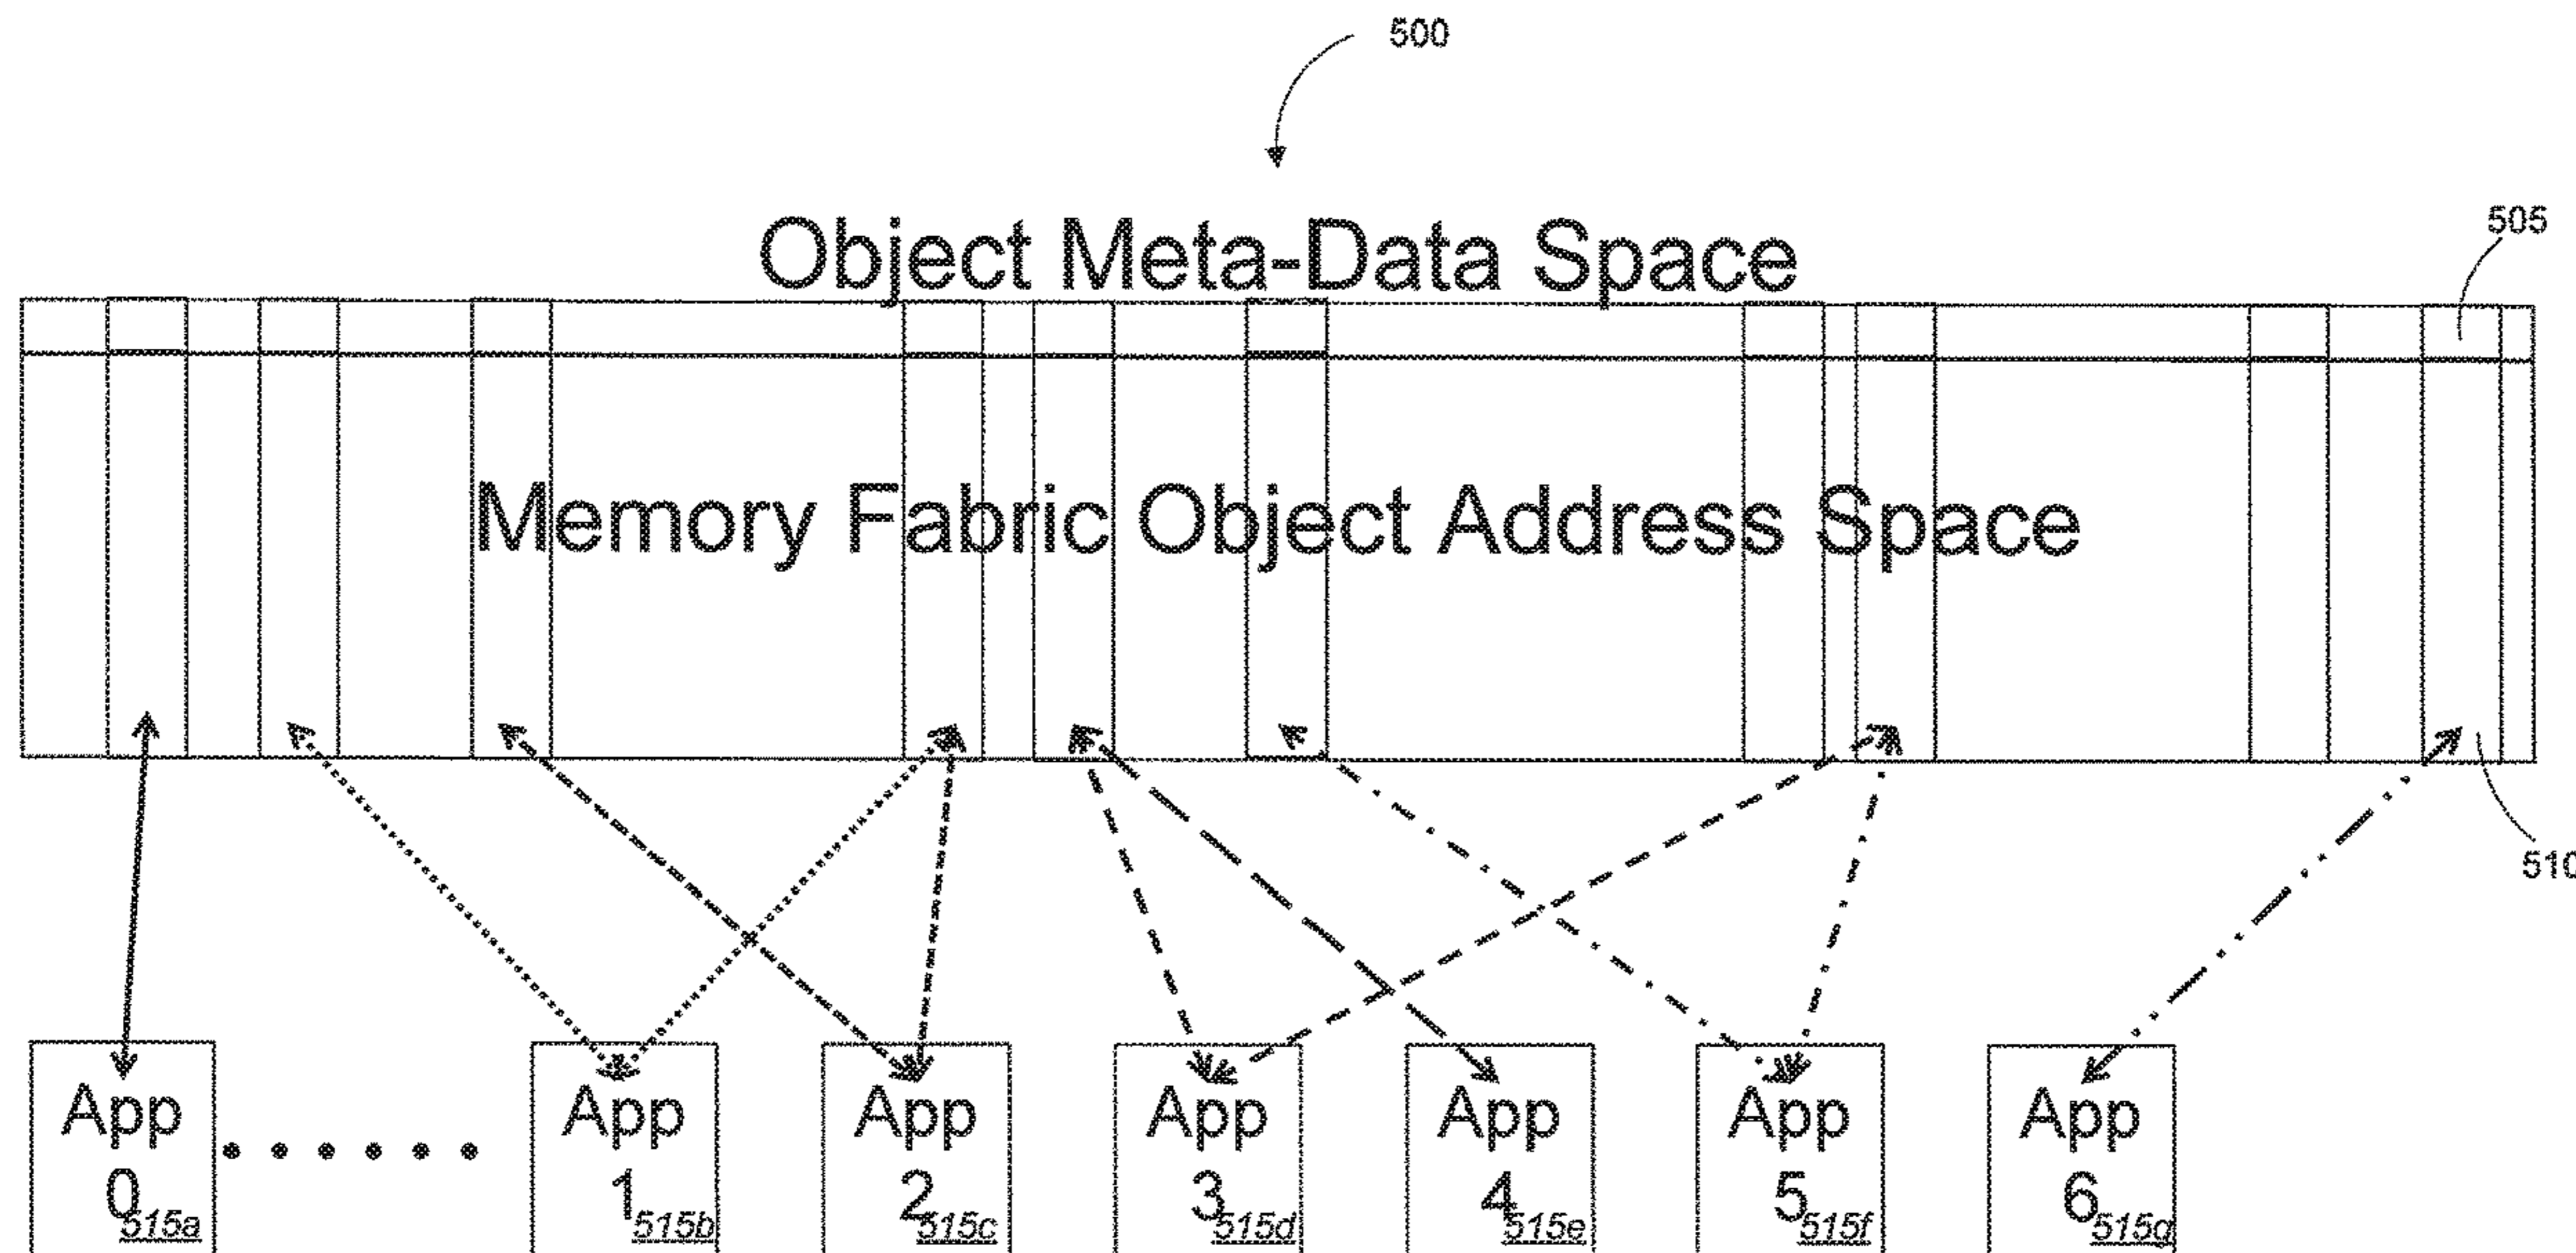 500
Object Meta-Data Space
505
Memory Fabric Object Address Space
510
App
0
515a
App
1
515b
App
2
515c
App
3
515d
App
4
515e
App
5
515f
App
6
515g